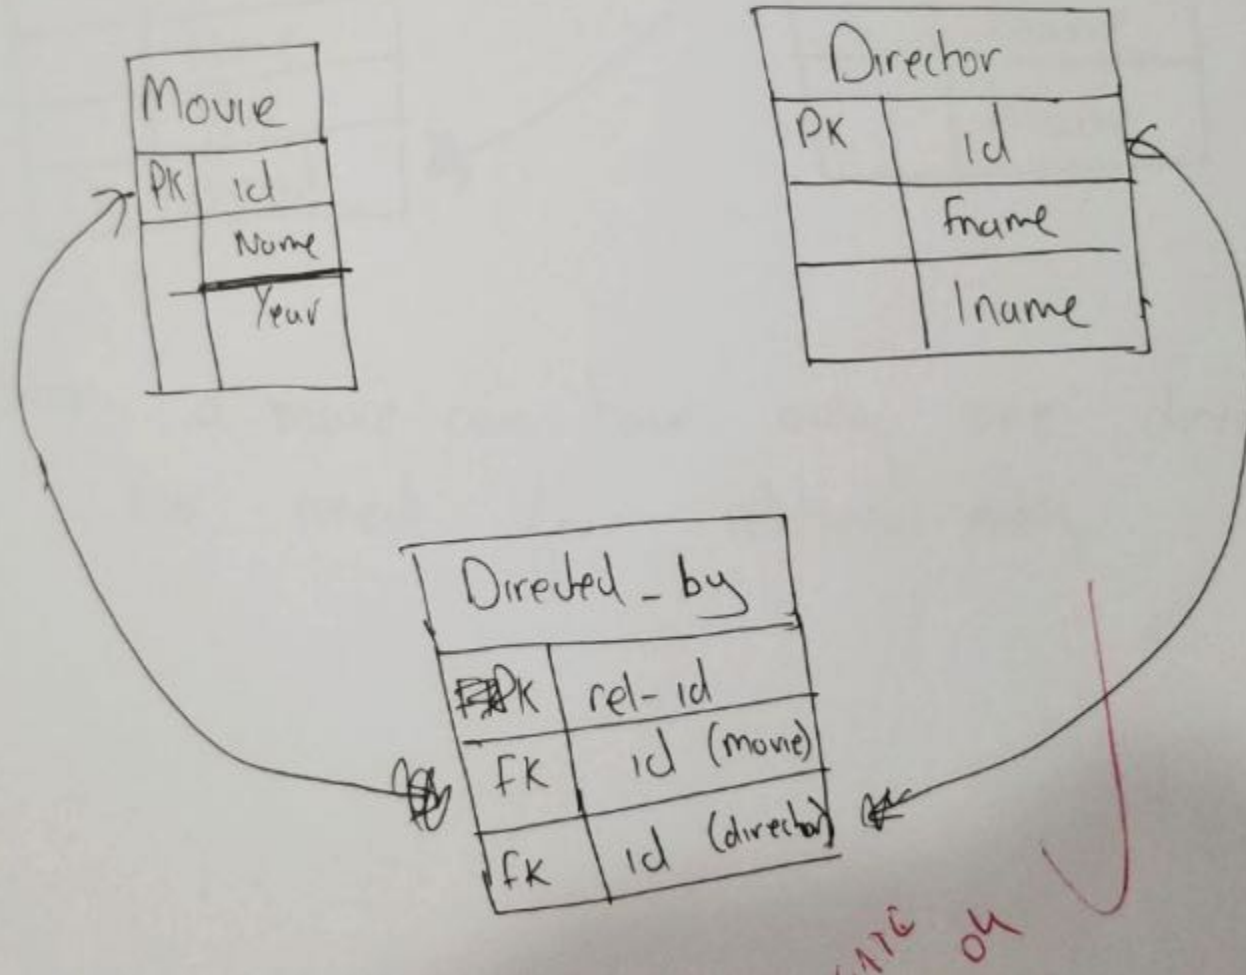 Movie
PK id
Name
Year
Director
PK id
Fname
lname
Directed_by
PK rel-id
FK id (movie)
FK id (director)
OK